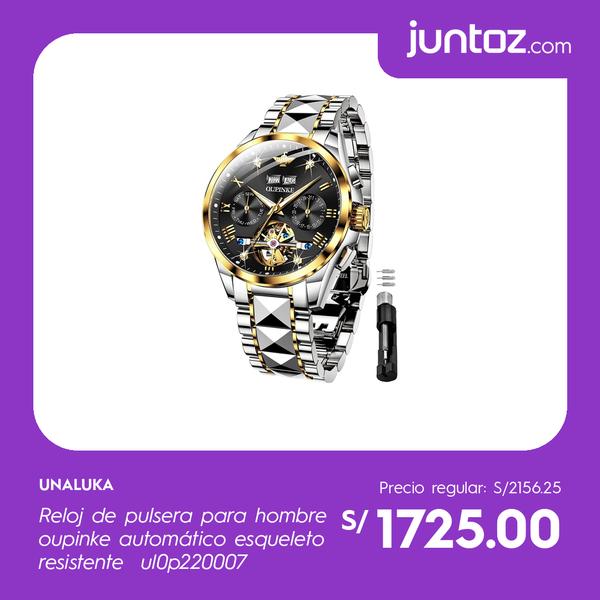 juntoz.com
OUPINKE
UNALUKA
Reloj de pulsera para hombre
oupinke automático esqueleto
resistente ul0p220007
Precio regular: S/2156.25
S/1725.00